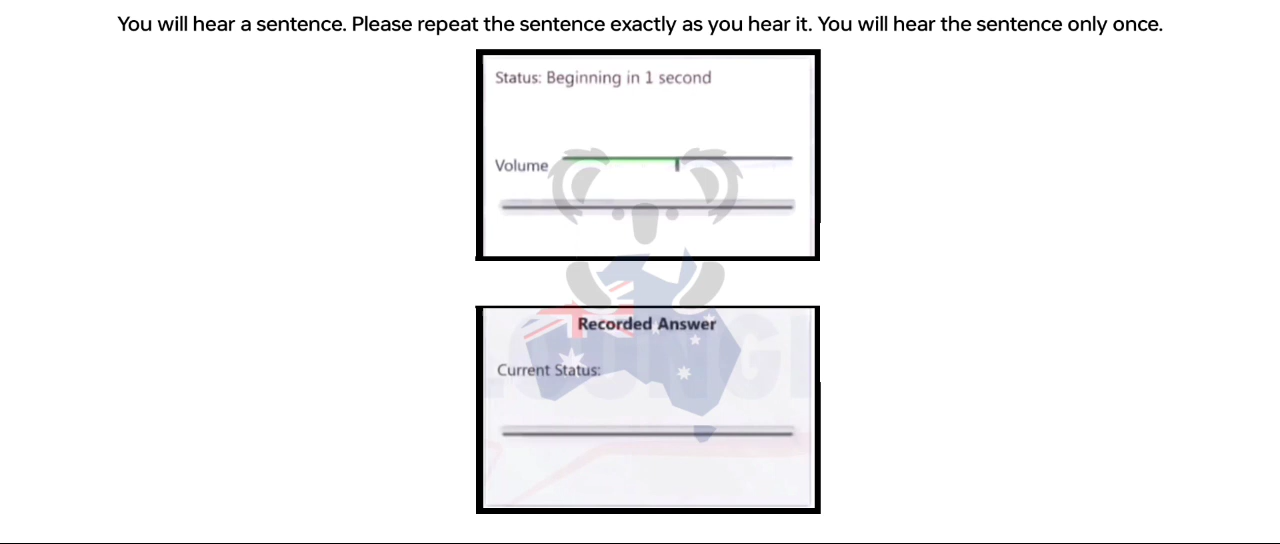 You will hear a sentence. Please repeat the sentence exactly as you hear it. You will hear the sentence only once.
Status: Beginning in 1 second
Volume
Recorded Answer
Current Status: